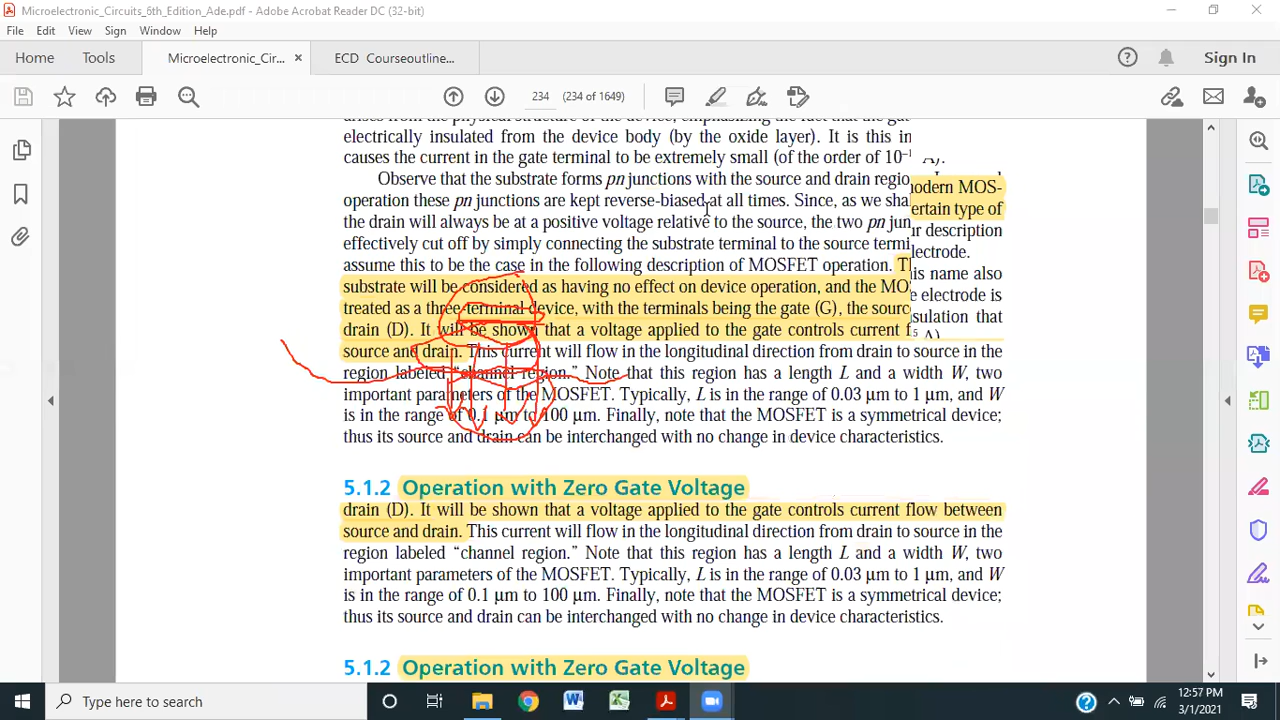 Microelectronic_Circuits_6th_Edition_Ade.pdf - Adobe Acrobat Reader DC (32-bit)
File Edit View Sign Window Help
Home Tools Microelectronic_Cir... × ECD Courseoutline... Sign In
234 (234 of 1649)
arises from the physical structure of the device, emphasizing the fact that the gat
electrically insulated from the device body (by the oxide layer). It is this in
causes the current in the gate terminal to be extremely small (of the order of 10⁻¹ A).
Observe that the substrate forms pn junctions with the source and drain regio
modern MOS-
operation these pn junctions are kept reverse-biased at all times. Since, as we sha
ertain type of
the drain will always be at a positive voltage relative to the source, the two pn jun
ur description
effectively cut off by simply connecting the substrate terminal to the source termi
lectrode.
assume this to be the case in the following description of MOSFET operation. T
his name also
substrate will be considered as having no effect on device operation, and the MO
e electrode is
treated as a three-terminal device, with the terminals being the gate (G), the sourc
nsulation that
drain (D). It will be shown that a voltage applied to the gate controls current f
⁵ A).
source and drain. This current will flow in the longitudinal direction from drain to source in the
region labeled “channel region.” Note that this region has a length L and a width W, two
important parameters of the MOSFET. Typically, L is in the range of 0.03 μm to 1 μm, and W
is in the range of 0.1 μm to 100 μm. Finally, note that the MOSFET is a symmetrical device;
thus its source and drain can be interchanged with no change in device characteristics.
5.1.2 Operation with Zero Gate Voltage
drain (D). It will be shown that a voltage applied to the gate controls current flow between
source and drain. This current will flow in the longitudinal direction from drain to source in the
region labeled “channel region.” Note that this region has a length L and a width W, two
important parameters of the MOSFET. Typically, L is in the range of 0.03 μm to 1 μm, and W
is in the range of 0.1 μm to 100 μm. Finally, note that the MOSFET is a symmetrical device;
thus its source and drain can be interchanged with no change in device characteristics.
5.1.2 Operation with Zero Gate Voltage
Type here to search
12:57 PM
3/1/2021